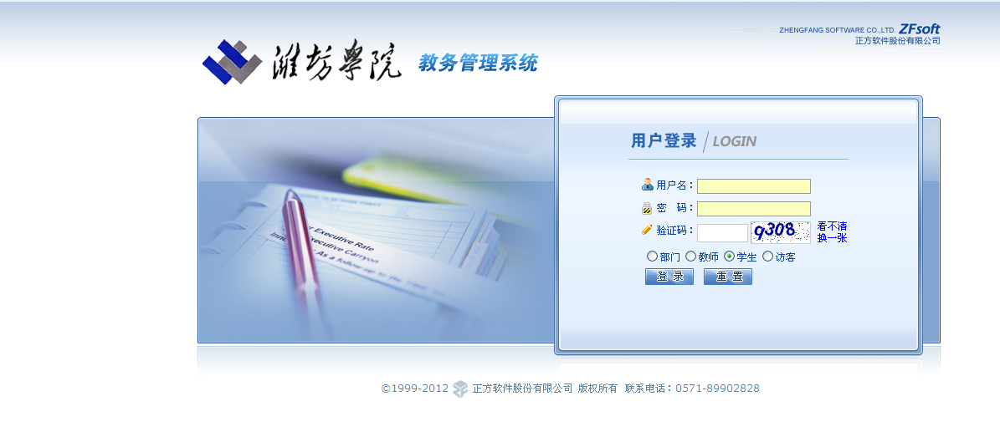 ZHENGFANG SOFTWARE CO.,LTD. ZFsoft
正方软件股份有限公司
潍坊學院 教务管理系统
用户登录 / LOGIN
用户名：
密 码：
验证码： q308 看不清
换一张
部门 教师 学生 访客
登 录 重 置
Executive Rate
Executive Carryon
As a follow-up to the
©1999-2012 正方软件股份有限公司 版权所有 联系电话：0571-89902828